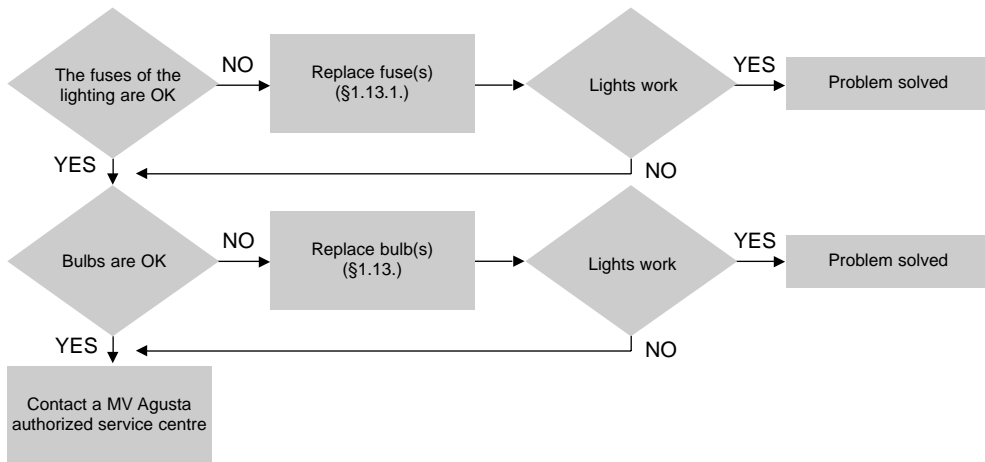 The fuses of the
lighting are OK
NO
Replace fuse(s)
(§1.13.1.)
Lights work
YES
Problem solved
YES
NO
Bulbs are OK
NO
Replace bulb(s)
(§1.13.)
Lights work
YES
Problem solved
YES
NO
Contact a MV Agusta
authorized service centre